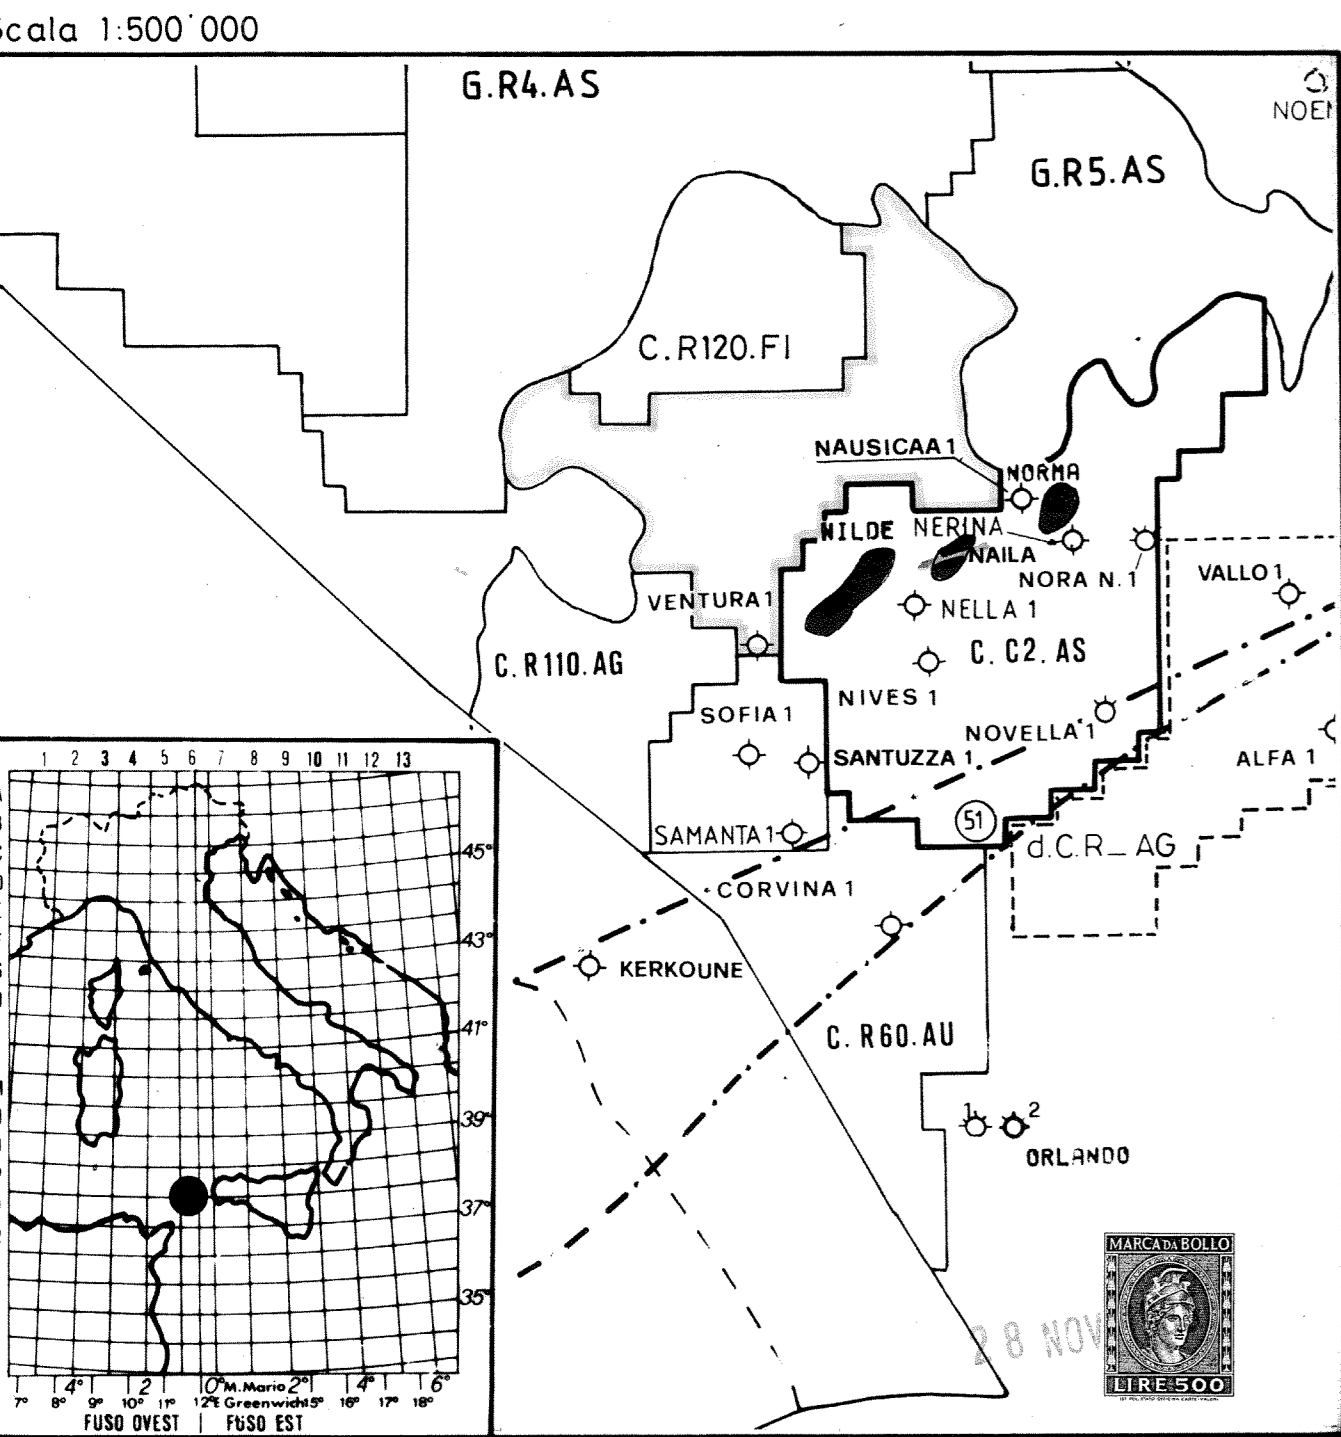 Scala 1:500'000
G.R4.AS
G.R5.AS
C.R120.FI
NAUSICAA 1
NORMA
NILDE
NERINA
NAILA
NORA N.1
VALLO 1
VENTURA 1
NELLA 1
C.R110.AG
C.C2.AS
NIVES 1
SOFIA 1
NOVELLA 1
SANTUZZA 1
ALFA 1
51
SAMANTA 1
d.C.R_AG
CORVINA 1
KERKOUNE
C.R60.AU
1 2
ORLANDO
1 2 3 4 5 6 7 8 9 10 11 12 13
45°
43°
41°
39°
37°
35°
4° 2 0° M.Mario 2° 4° 6°
7° 8° 9° 10° 11° 12°E Greenwich 15° 16° 17° 18°
FUSO OVEST | FUSO EST
28 NOV
MARCA DA BOLLO
LIRE 500